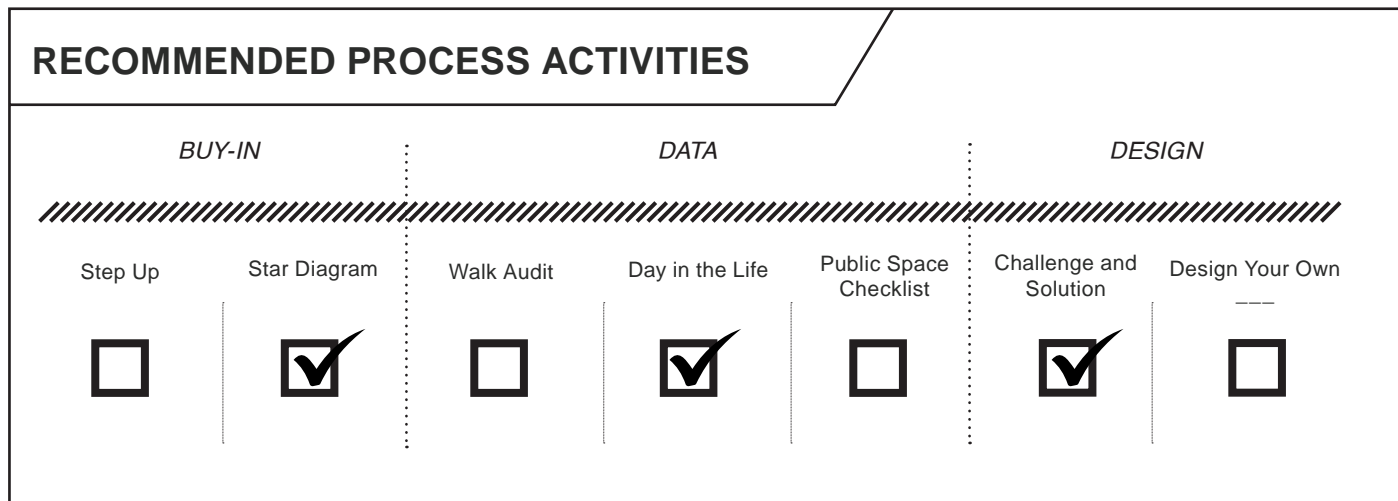 RECOMMENDED PROCESS ACTIVITIES
BUY-IN
DATA
DESIGN
Step Up
Star Diagram
Walk Audit
Day in the Life
Public Space
Checklist
Challenge and
Solution
Design Your Own
___